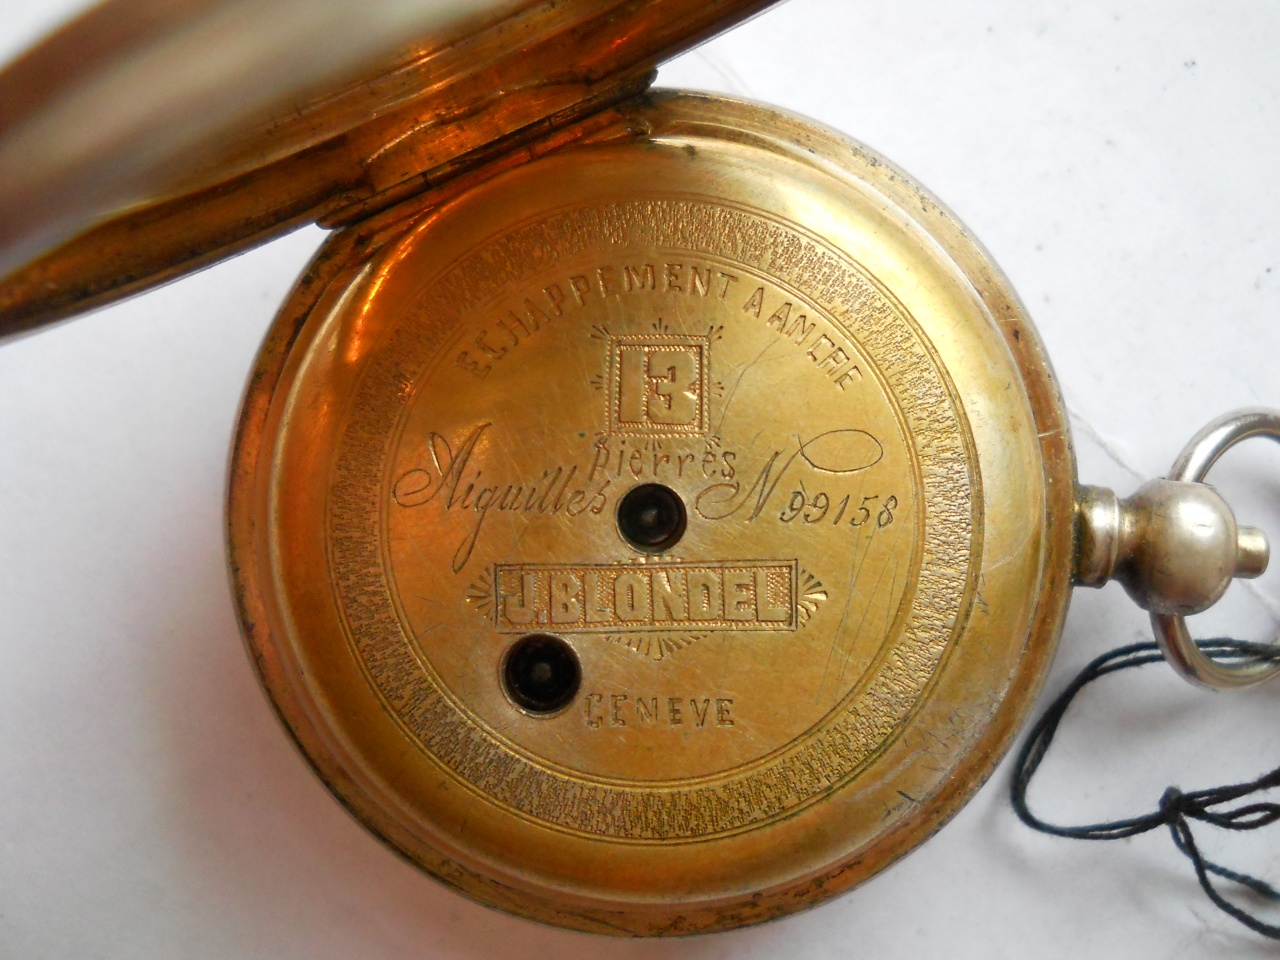 ECHAPPEMENT A ANCRE
13
Pierres
Aiguilles N 99158
J. BLONDEL
GENEVE